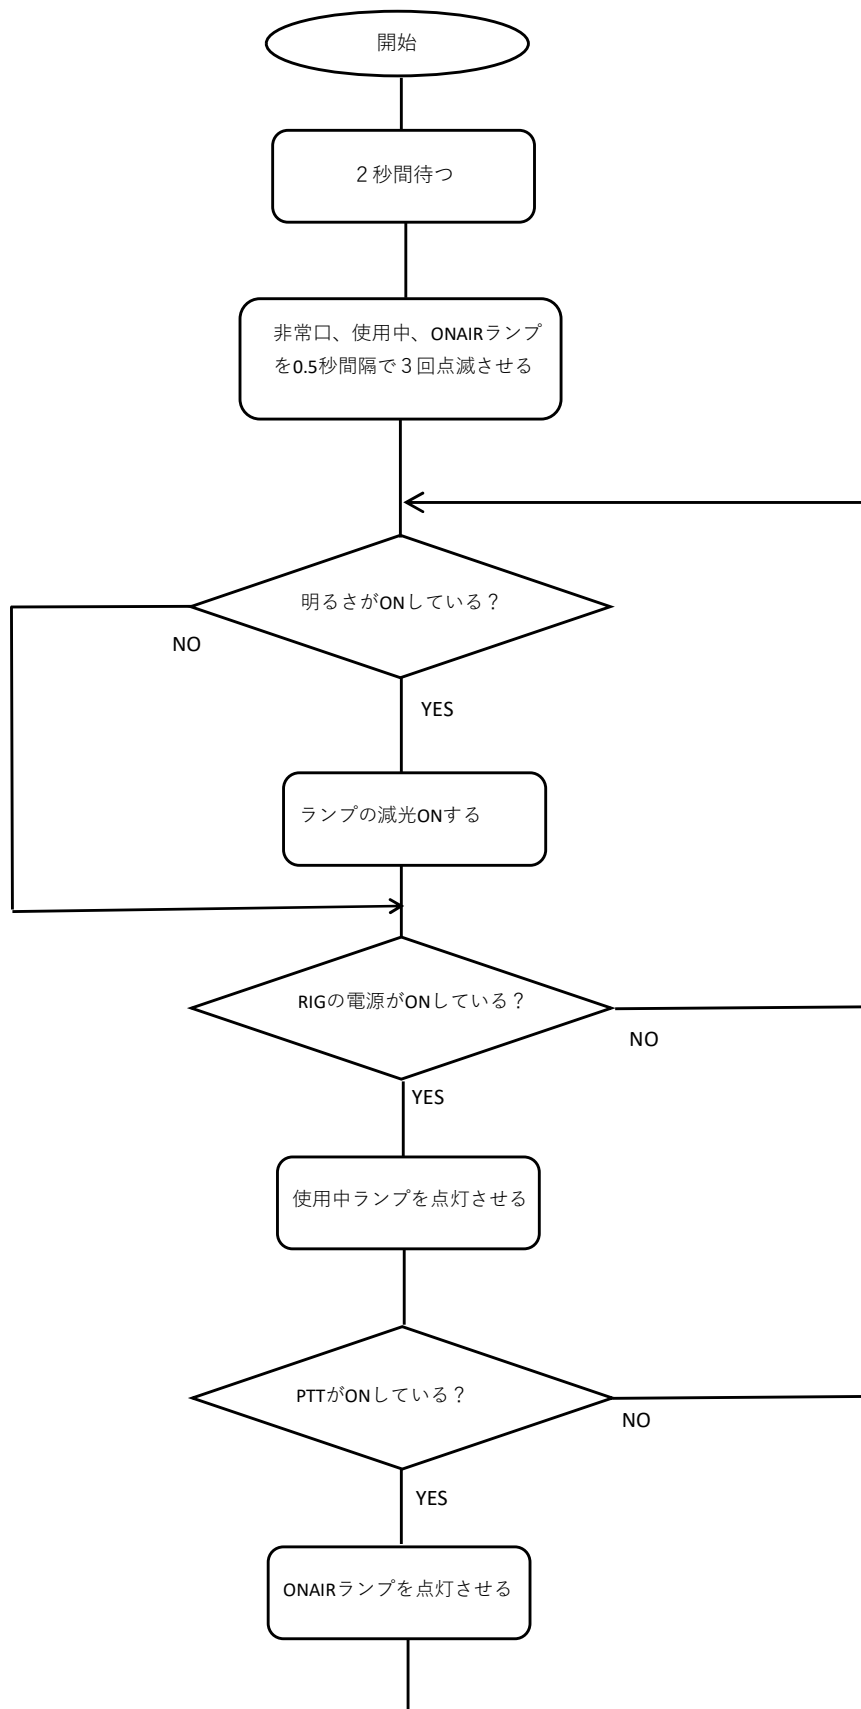 開始
２秒間待つ
非常口、使用中、ONAIRランプ
を0.5秒間隔で３回点滅させる
明るさがONしている？
NO
YES
ランプの減光ONする
RIGの電源がONしている？
NO
YES
使用中ランプを点灯させる
PTTがONしている？
NO
YES
ONAIRランプを点灯させる